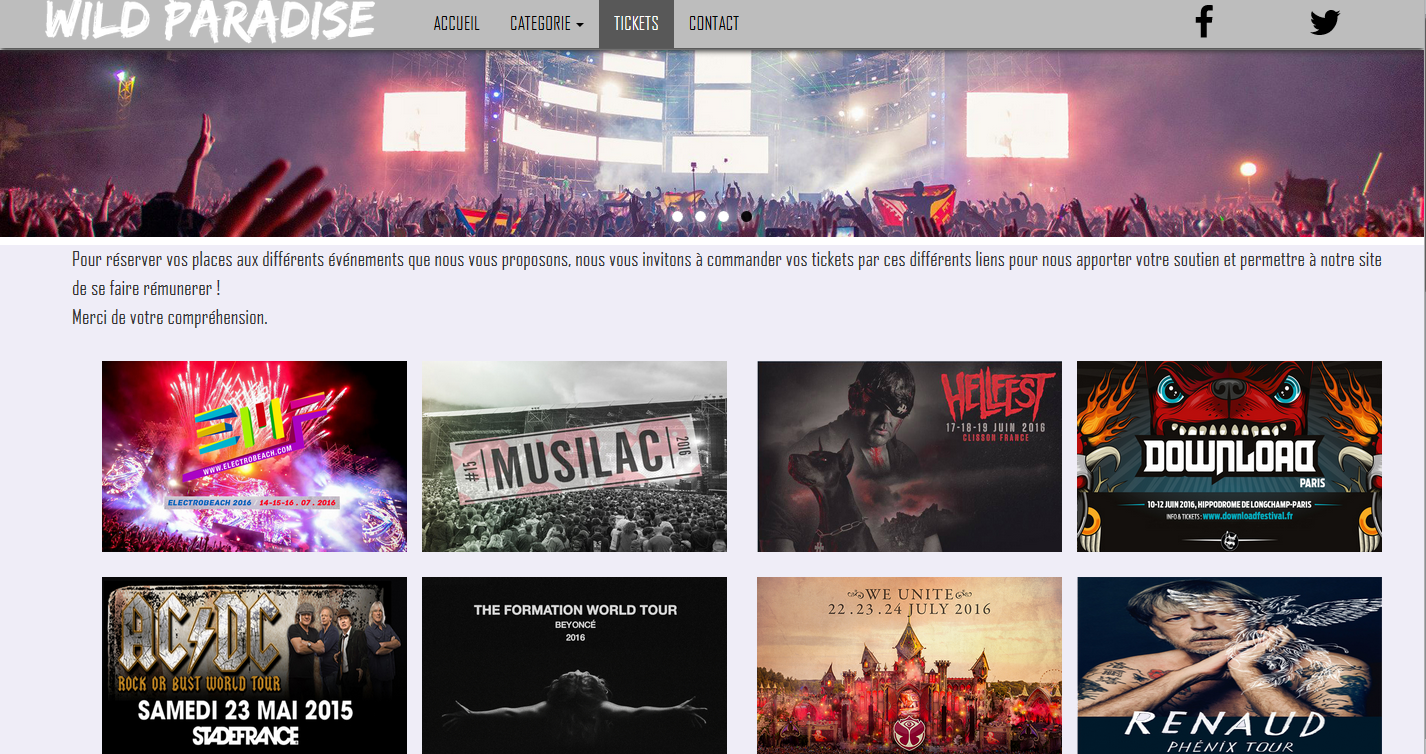 WILD PARADISE
ACCUEIL
CATEGORIE
TICKETS
CONTACT
Pour réserver vos places aux différents événements que nous vous proposons, nous vous invitons à commander vos tickets par ces différents liens pour nous apporter votre soutien et permettre à notre site
de se faire rémunerer !
Merci de votre compréhension.
EMF
WWW.ELECTROBEACH.COM
ELECTROBEACH 2016 14-15-16 . 07 . 2016
#15 MUSILAC 2016
HELLFEST
17-18-19 JUIN 2016
CLISSON FRANCE
DOWNLOAD
PARIS
10-12 JUIN 2016, HIPPODROME DE LONGCHAMP-PARIS
INFO & TICKETS : www.downloadfestival.fr
AC/DC
ROCK OR BUST WORLD TOUR
SAMEDI 23 MAI 2015
STADEFRANCE
THE FORMATION WORLD TOUR
BEYONCÉ
2016
WE UNITE
22.23.24 JULY 2016
RENAUD
PHÉNIX TOUR